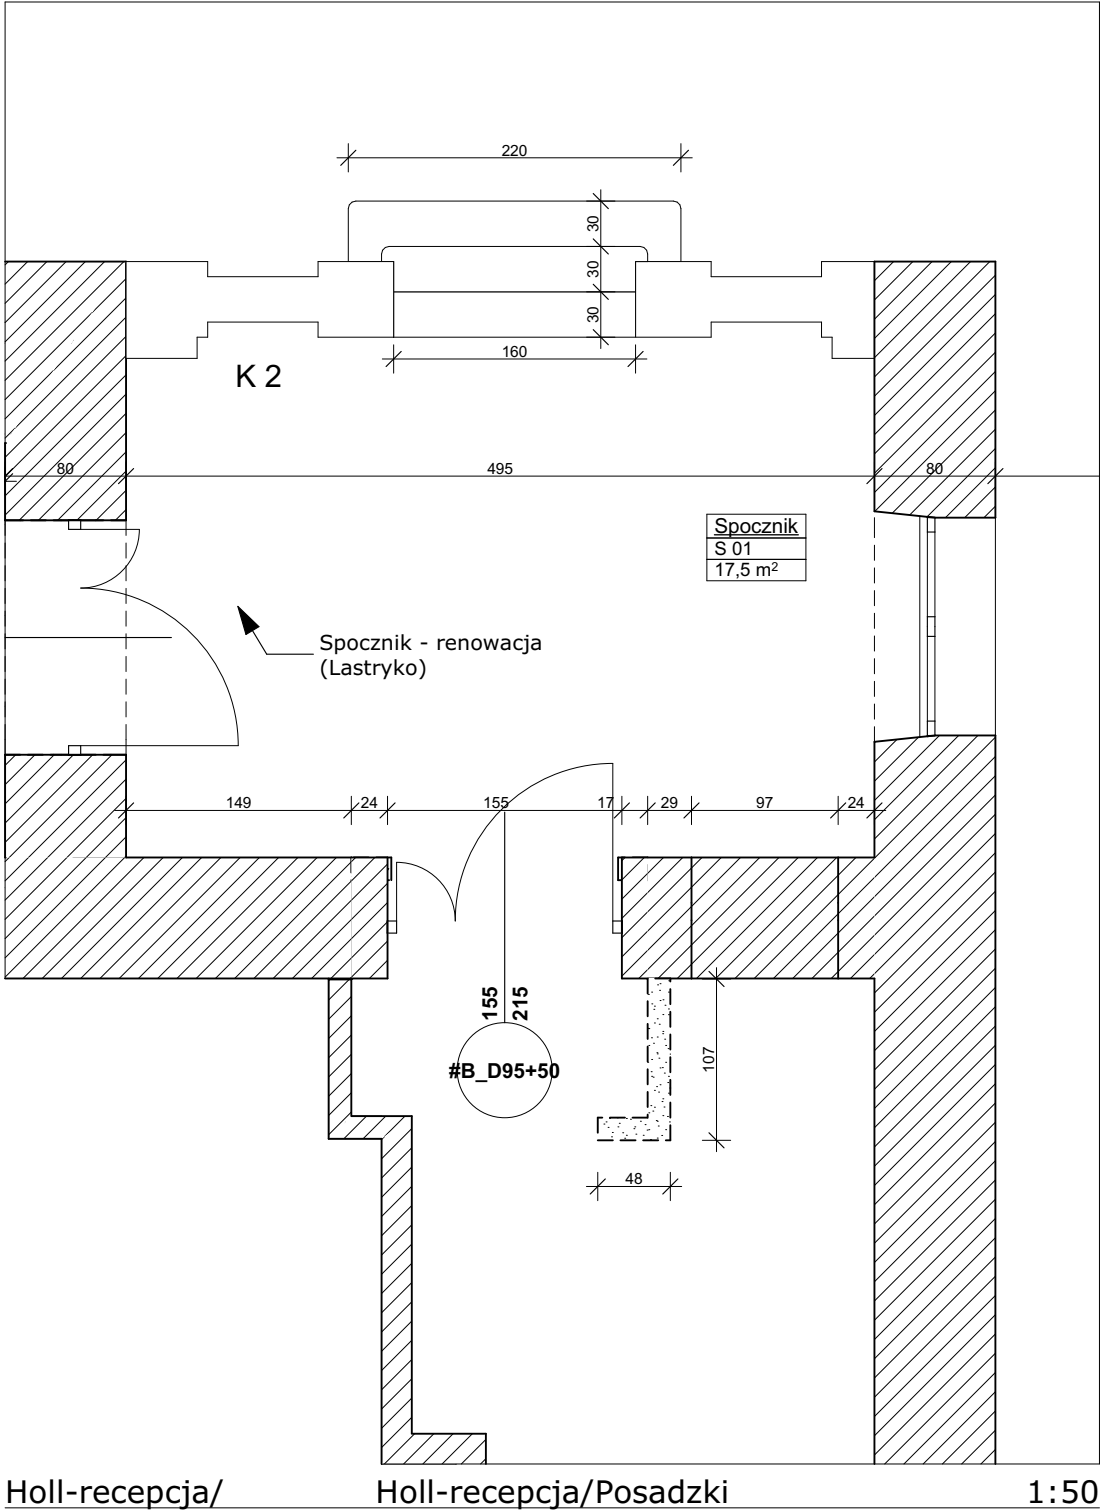 220
30
30
30
160
K 2
80
495
80
Spocznik
S 01
17,5 m²
Spocznik - renowacja
(Lastryko)
149
24
155
17
29
97
24
155
215
#B_D95+50
107
48
Holl-recepcja/
Holl-recepcja/Posadzki
1:50